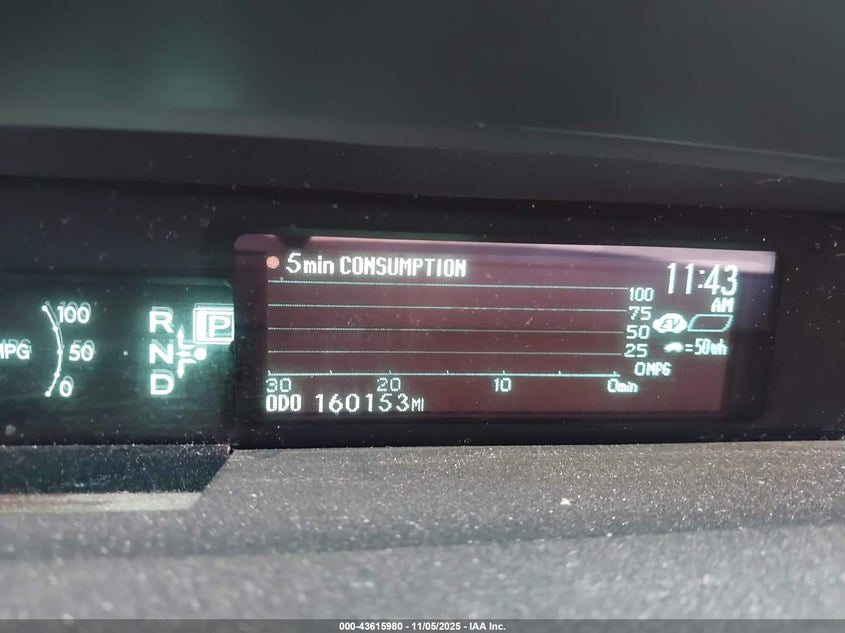 5min CONSUMPTION
11:43
AM
100
75
50
25
0MPG
EV
=50Wh
30 20 10 0min
ODO 160153MI
100
MPG 50
0
R
P
N
D
000-43615980 - 11/05/2025 - IAA Inc.